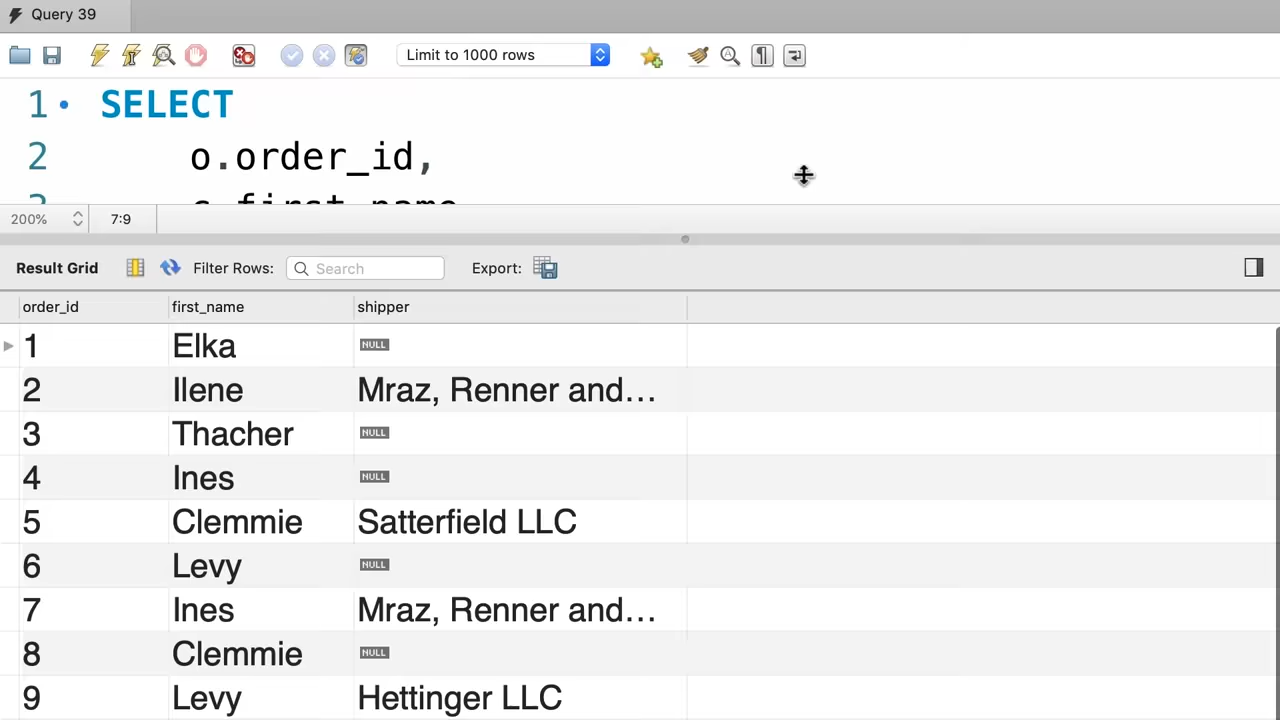 Query 39
Limit to 1000 rows
1 SELECT
2 o.order_id,
3 c.first_name
200% 7:9
Result Grid Filter Rows: Search Export:
order_id first_name shipper
1 Elka NULL
2 Ilene Mraz, Renner and...
3 Thacher NULL
4 Ines NULL
5 Clemmie Satterfield LLC
6 Levy NULL
7 Ines Mraz, Renner and...
8 Clemmie NULL
9 Levy Hettinger LLC